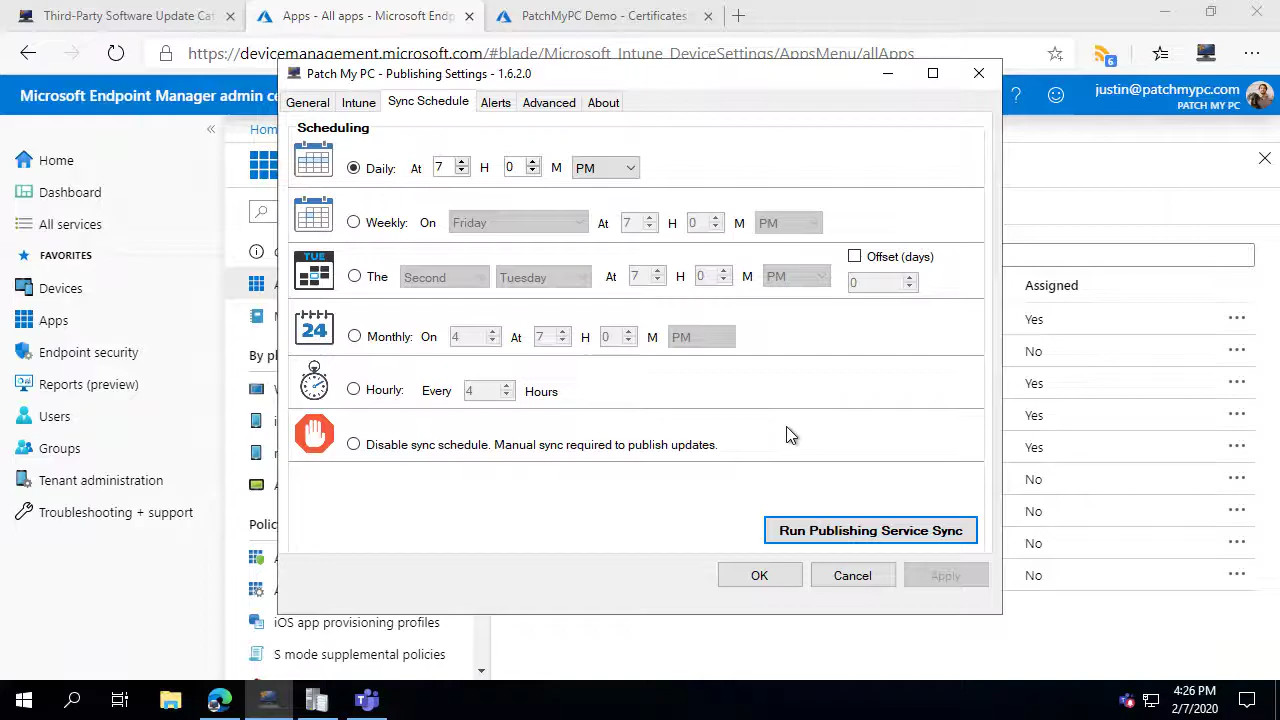 Third-Party Software Update Cat
Apps - All apps - Microsoft Endp
PatchMyPC Demo - Certificates
https://devicemanagement.microsoft.com/#blade/Microsoft_Intune_DeviceSettings/AppsMenu/allApps
6
Microsoft Endpoint Manager admin ce
justin@patchmypc.com
PATCH MY PC
Home
Dashboard
All services
FAVORITES
Devices
Apps
Endpoint security
Reports (preview)
Users
Groups
Tenant administration
Troubleshooting + support
Hom
By pl
Polic
iOS app provisioning profiles
S mode supplemental policies
Patch My PC - Publishing Settings - 1.6.2.0
General Intune Sync Schedule Alerts Advanced About
Scheduling
Daily: At 7 H 0 M PM
Weekly: On Friday At 7 H 0 M PM
TUE
The Second Tuesday At 7 H 0 M PM
Offset (days)
0
24
Monthly: On 4 At 7 H 0 M PM
Hourly: Every 4 Hours
Disable sync schedule. Manual sync required to publish updates.
Run Publishing Service Sync
OK Cancel Apply
Assigned
Yes
No
Yes
Yes
Yes
No
No
No
No
4:26 PM
2/7/2020